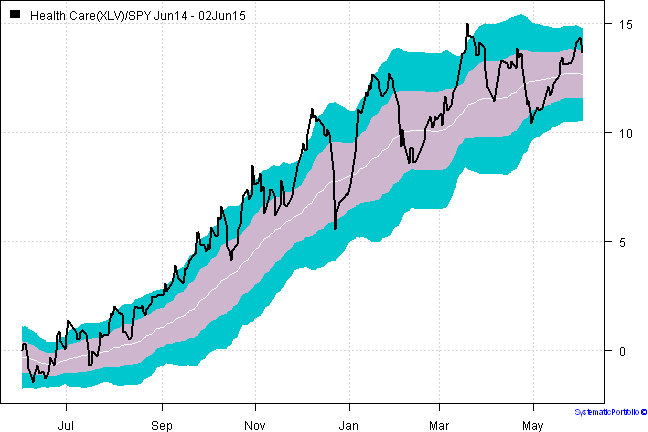 Health Care(XLV)/SPY Jun14 - 02Jun15
15
10
5
0
Jul Sep Nov Jan Mar May
SystematicPortfolio ©